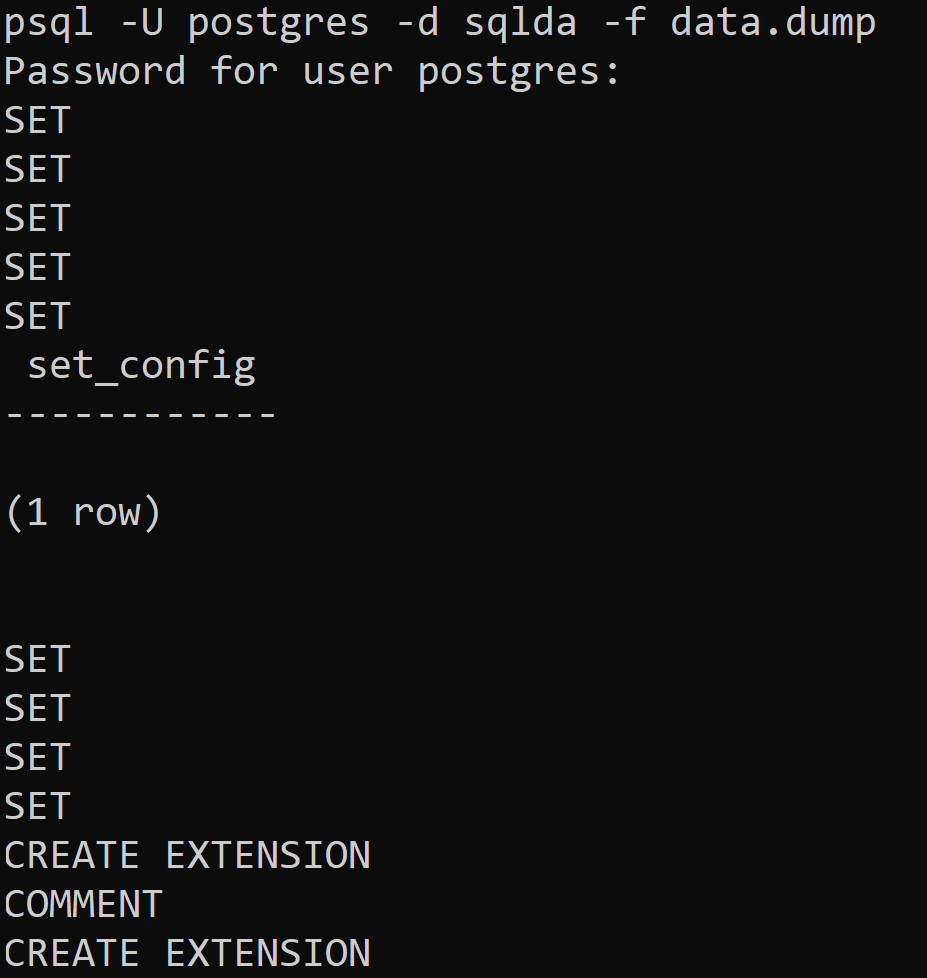 psql -U postgres -d sqlda -f data.dump
Password for user postgres:
SET
SET
SET
SET
SET
 set_config
------------
(1 row)
SET
SET
SET
SET
CREATE EXTENSION
COMMENT
CREATE EXTENSION